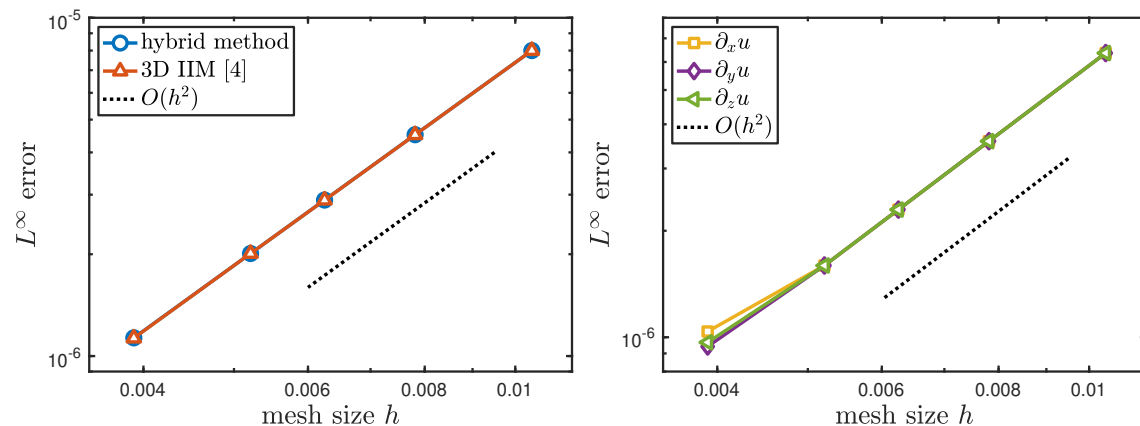 10^{-5}
hybrid method
3D IIM [4]
O(h^2)
L^∞ error
10^{-6}
0.004
0.006
0.008
0.01
mesh size h
∂_x u
∂_y u
∂_z u
O(h^2)
L^∞ error
10^{-6}
0.004
0.006
0.008
0.01
mesh size h